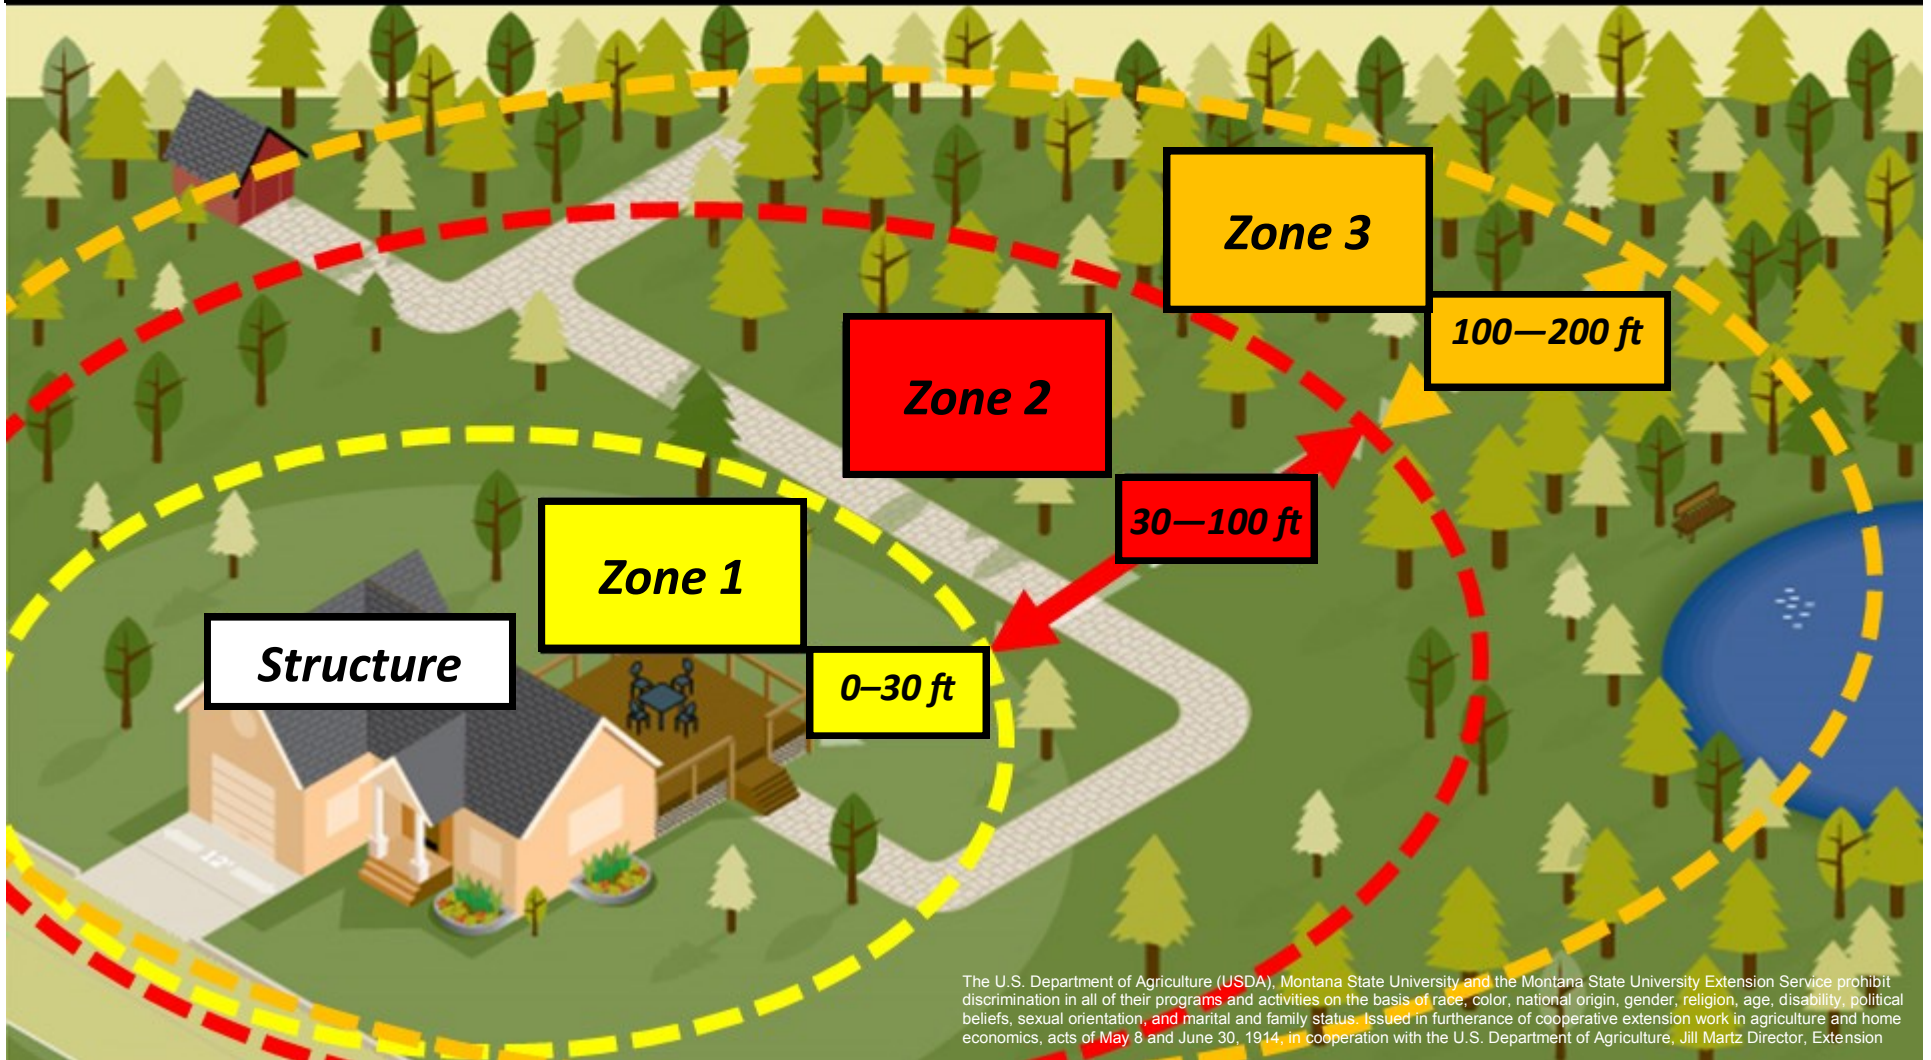 Zone 3
100—200 ft
Zone 2
30—100 ft
Zone 1
0–30 ft
Structure
12'
The U.S. Department of Agriculture (USDA), Montana State University and the Montana State University Extension Service prohibit
discrimination in all of their programs and activities on the basis of race, color, national origin, gender, religion, age, disability, political
beliefs, sexual orientation, and marital and family status. Issued in furtherance of cooperative extension work in agriculture and home
economics, acts of May 8 and June 30, 1914, in cooperation with the U.S. Department of Agriculture, Jill Martz Director, Extension